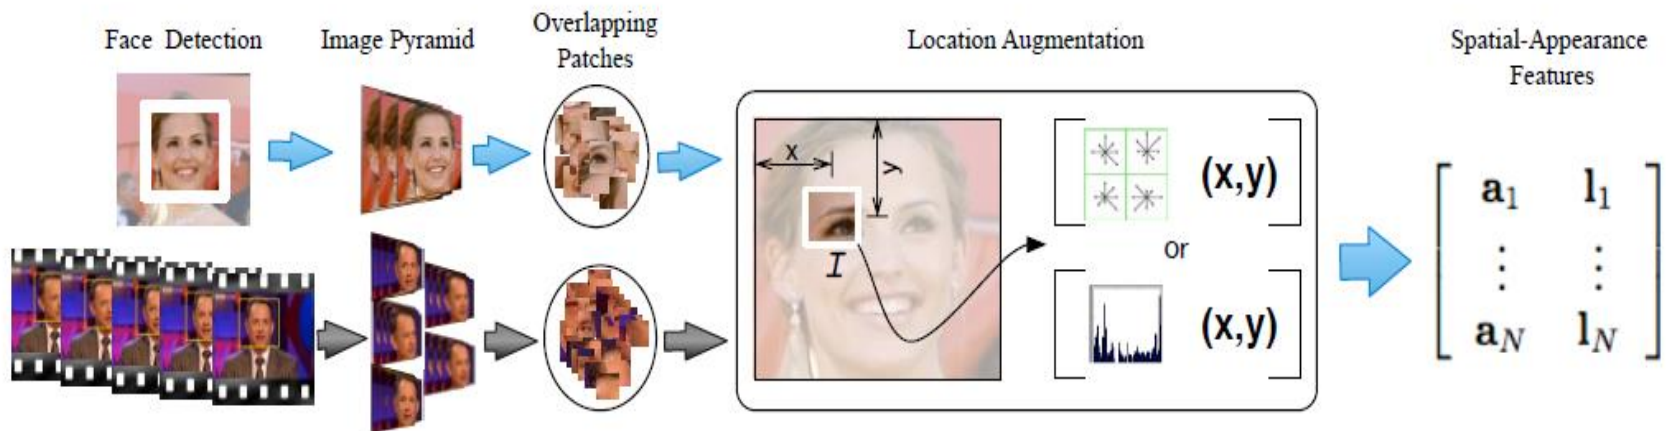 Face Detection
Image Pyramid
Overlapping
Patches
Location Augmentation
Spatial-Appearance
Features
x
y
I
(x,y)
or
(x,y)
a1 l1
⋮ ⋮
aN lN